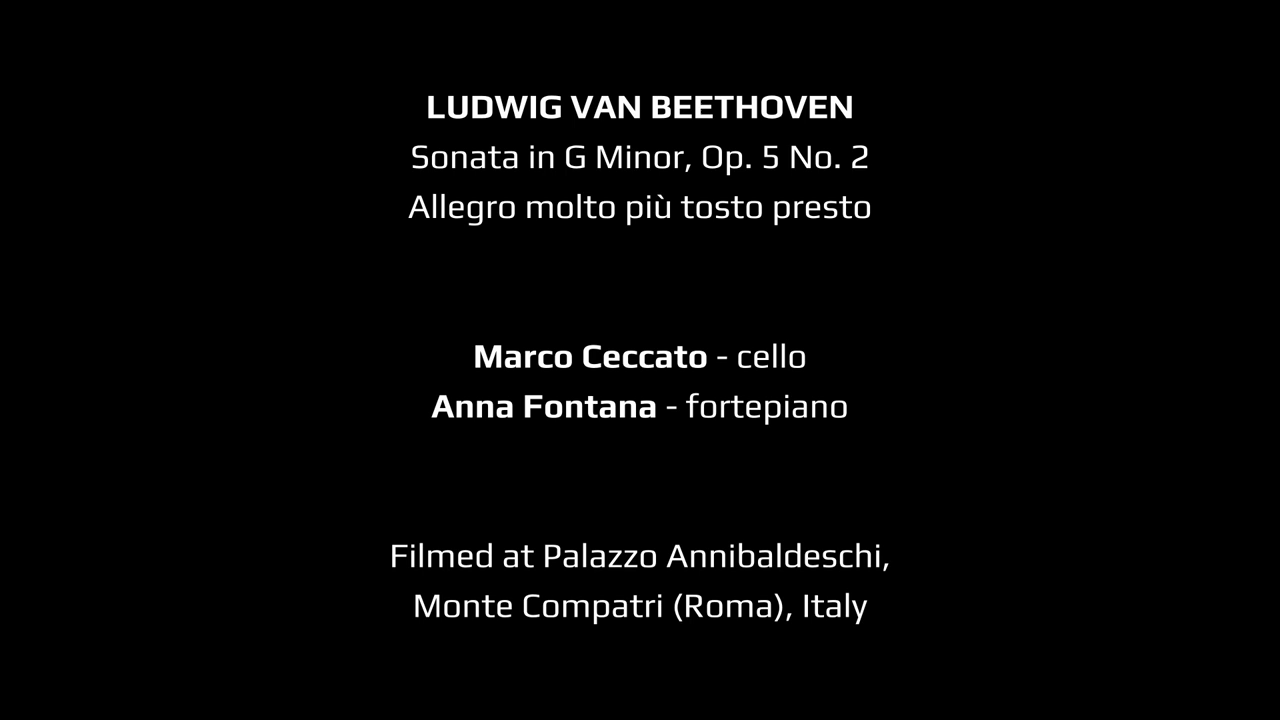 LUDWIG VAN BEETHOVEN
Sonata in G Minor, Op. 5 No. 2
Allegro molto più tosto presto
Marco Ceccato - cello
Anna Fontana - fortepiano
Filmed at Palazzo Annibaldeschi,
Monte Compatri (Roma), Italy